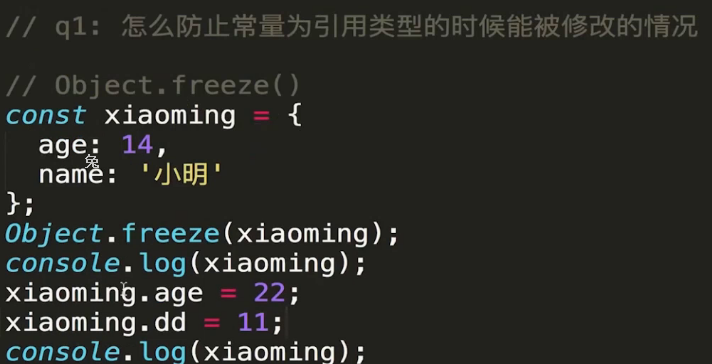 // q1: 怎么防止常量为引用类型的时候能被修改的情况
// Object.freeze()
const xiaoming = {
  age: 14,
兔
  name: '小明'
};
Object.freeze(xiaoming);
console.log(xiaoming);
xiaoming.age = 22;
xiaoming.dd = 11;
console.log(xiaoming);